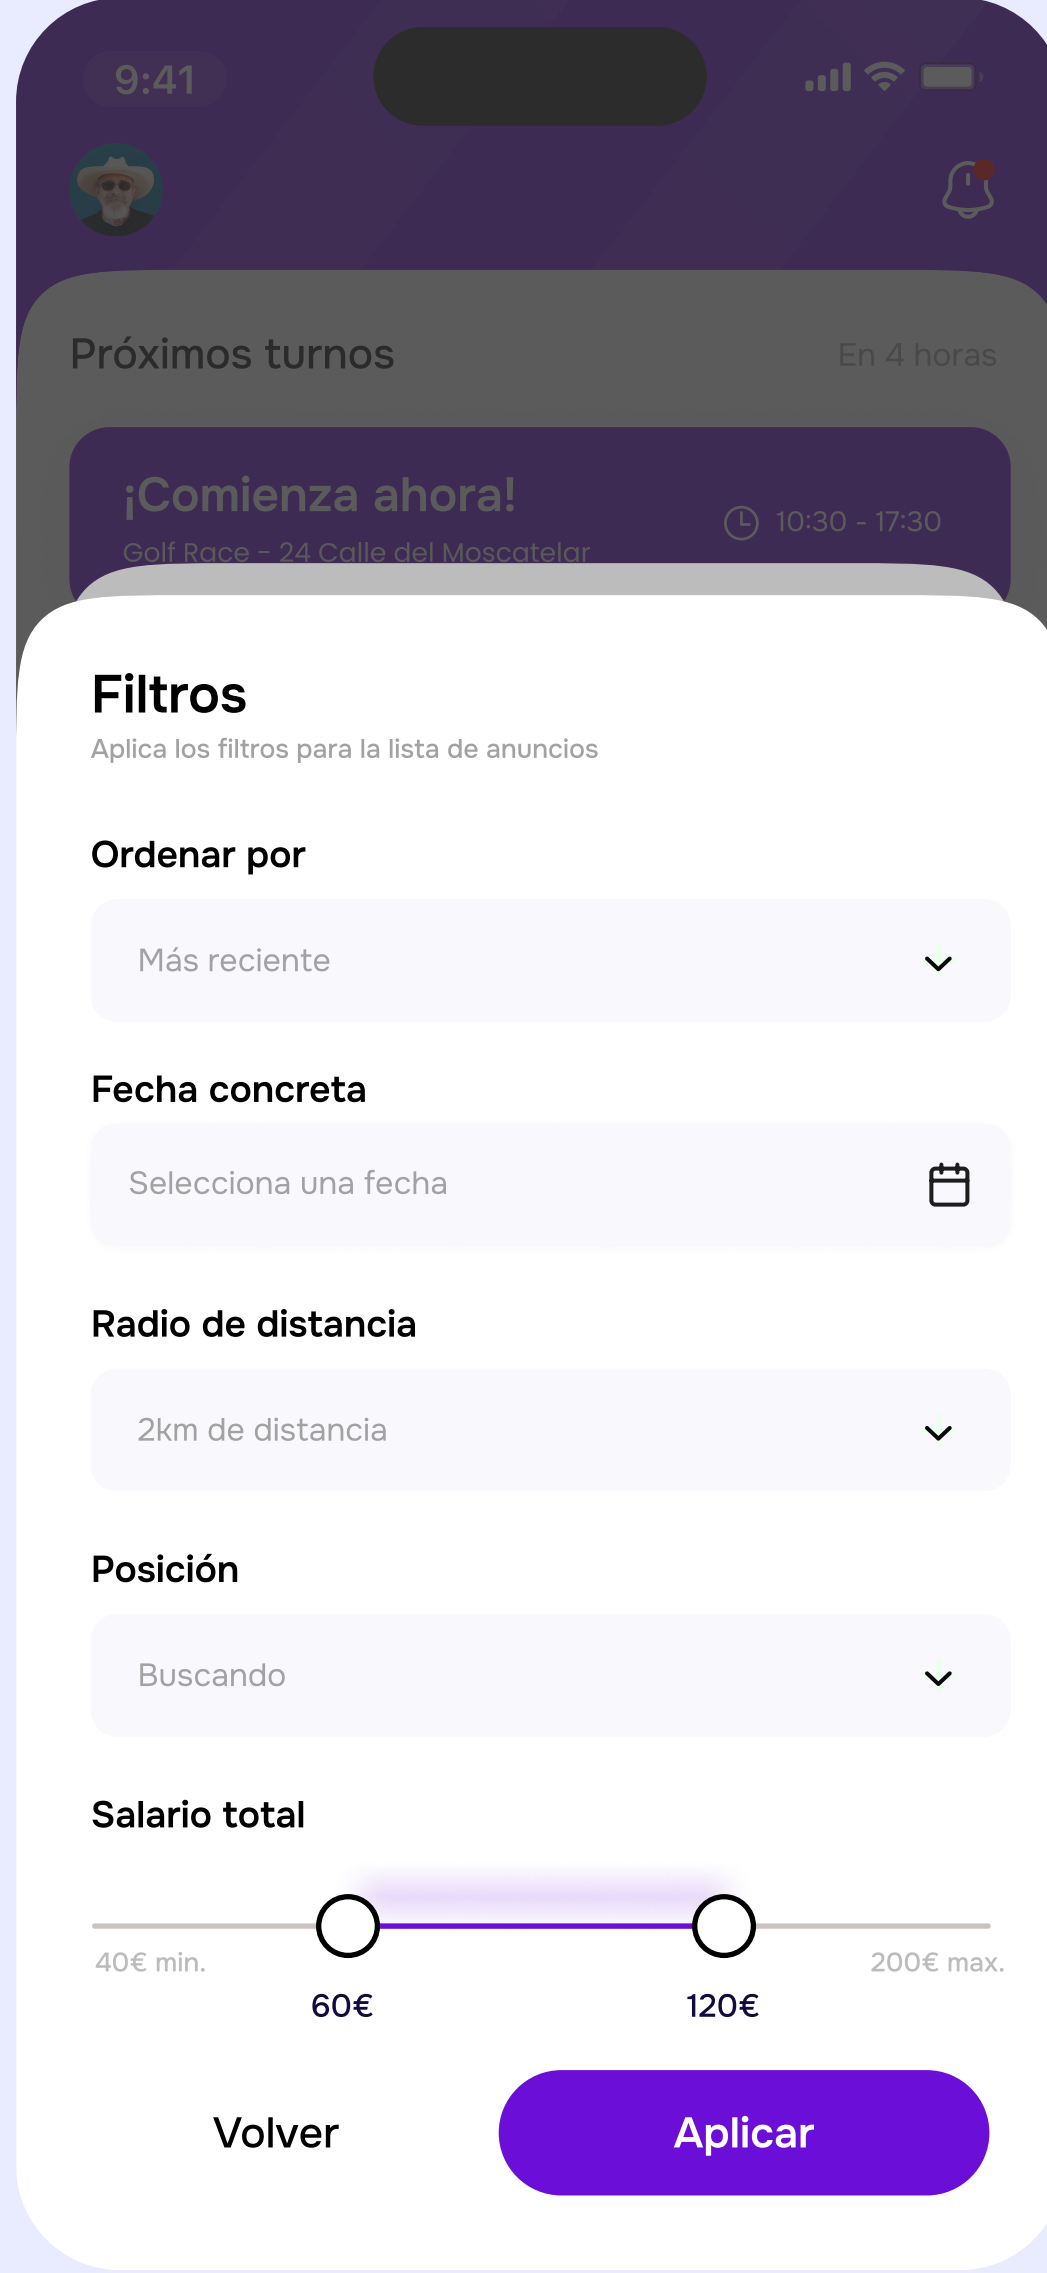 9:41
Próximos turnos
En 4 horas
¡Comienza ahora!
10:30 - 17:30
Golf Race – 24 Calle del Moscatelar
Filtros
Aplica los filtros para la lista de anuncios
Ordenar por
Más reciente
Fecha concreta
Selecciona una fecha
Radio de distancia
2km de distancia
Posición
Buscando
Salario total
40€ min.
200€ max.
60€
120€
Volver
Aplicar